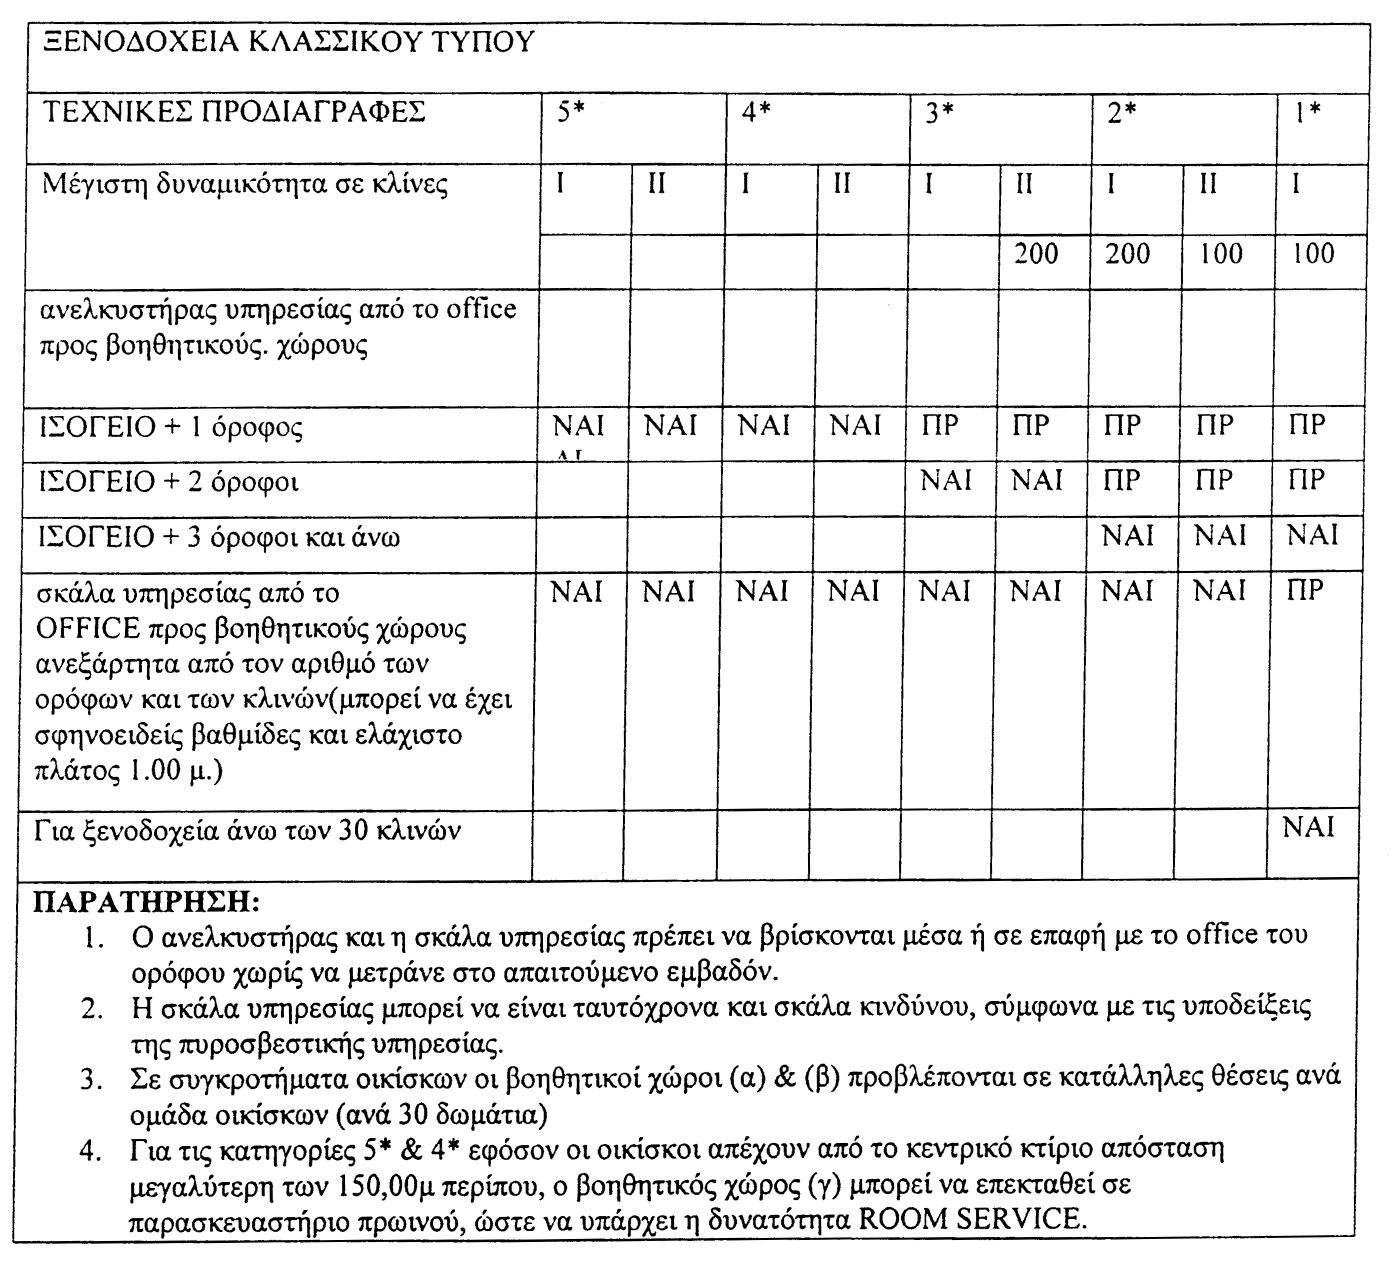 ΞΕΝΟΔΟΧΕΙΑ ΚΛΑΣΣΙΚΟΥ ΤΥΠΟΥ
ΤΕΧΝΙΚΕΣ ΠΡΟΔΙΑΓΡΑΦΕΣ 5* 4* 3* 2* 1*
Μέγιστη δυναμικότητα σε κλίνες I II I II I II I II I
200 200 100 100
ανελκυστήρας υπηρεσίας από το office
προς βοηθητικούς. χώρους
ΙΣΟΓΕΙΟ + 1 όροφος ΝΑΙ ΝΑΙ ΝΑΙ ΝΑΙ ΠΡ ΠΡ ΠΡ ΠΡ ΠΡ
ΙΣΟΓΕΙΟ + 2 όροφοι ΝΑΙ ΝΑΙ ΠΡ ΠΡ ΠΡ
ΙΣΟΓΕΙΟ + 3 όροφοι και άνω ΝΑΙ ΝΑΙ ΝΑΙ
σκάλα υπηρεσίας από το ΝΑΙ ΝΑΙ ΝΑΙ ΝΑΙ ΝΑΙ ΝΑΙ ΝΑΙ ΝΑΙ ΠΡ
OFFICE προς βοηθητικούς χώρους
ανεξάρτητα από τον αριθμό των
ορόφων και των κλινών(μπορεί να έχει
σφηνοειδείς βαθμίδες και ελάχιστο
πλάτος 1.00 μ.)
Για ξενοδοχεία άνω των 30 κλινών ΝΑΙ
ΠΑΡΑΤΗΡΗΣΗ:
1. Ο ανελκυστήρας και η σκάλα υπηρεσίας πρέπει να βρίσκονται μέσα ή σε επαφή με το office του
ορόφου χωρίς να μετράνε στο απαιτούμενο εμβαδόν.
2. Η σκάλα υπηρεσίας μπορεί να είναι ταυτόχρονα και σκάλα κινδύνου, σύμφωνα με τις υποδείξεις
της πυροσβεστικής υπηρεσίας.
3. Σε συγκροτήματα οικίσκων οι βοηθητικοί χώροι (α) & (β) προβλέπονται σε κατάλληλες θέσεις ανά
ομάδα οικίσκων (ανά 30 δωμάτια)
4. Για τις κατηγορίες 5* & 4* εφόσον οι οικίσκοι απέχουν από το κεντρικό κτίριο απόσταση
μεγαλύτερη των 150,00μ περίπου, ο βοηθητικός χώρος (γ) μπορεί να επεκταθεί σε
παρασκευαστήριο πρωινού, ώστε να υπάρχει η δυνατότητα ROOM SERVICE.